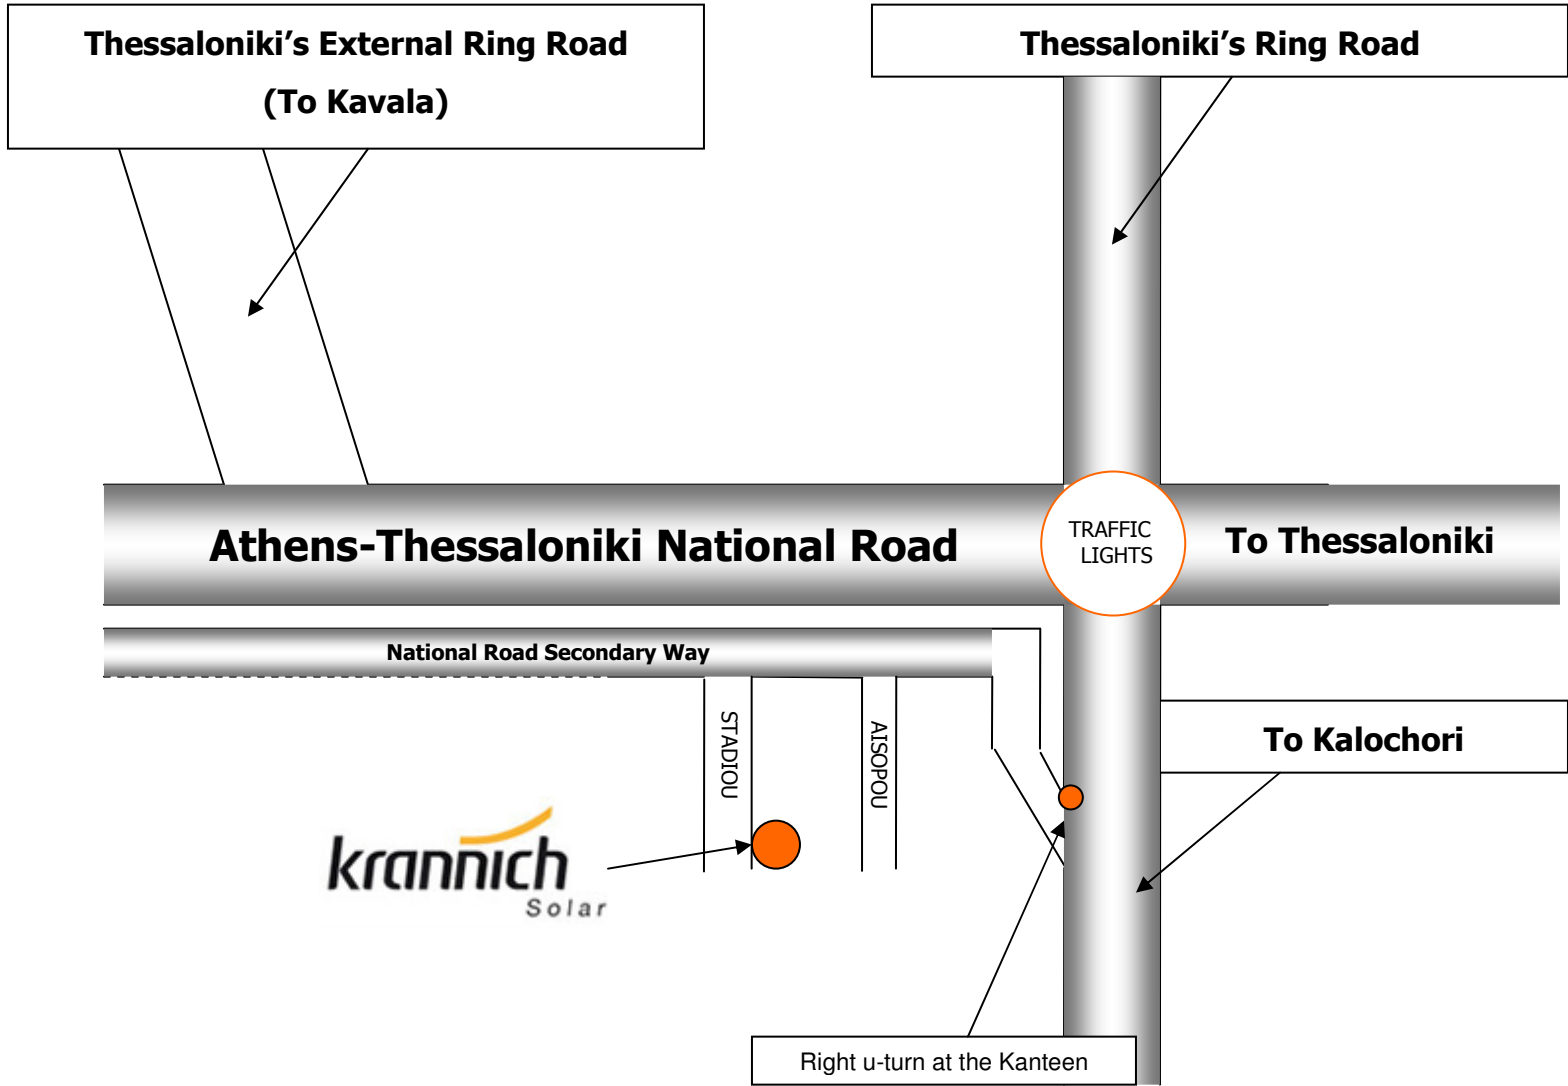 Thessaloniki’s External Ring Road
(To Kavala)
Thessaloniki’s Ring Road
Athens-Thessaloniki National Road
TRAFFIC
LIGHTS
To Thessaloniki
National Road Secondary Way
STADIOU
AISOPOU
To Kalochori
krannich
Solar
Right u-turn at the Kanteen